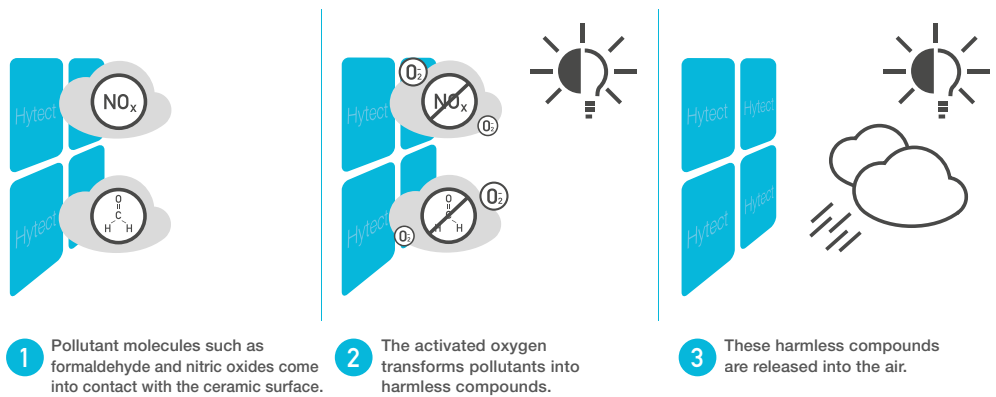 Hytect
NOx
Hytect
O
C
H H
O2-
NOx
O2-
Hytect
O2-
O
C
H H
O2-
Hytect
Hytect
Hytect
Hytect
Hytect
1
Pollutant molecules such as
formaldehyde and nitric oxides come
into contact with the ceramic surface.
2
The activated oxygen
transforms pollutants into
harmless compounds.
3
These harmless compounds
are released into the air.